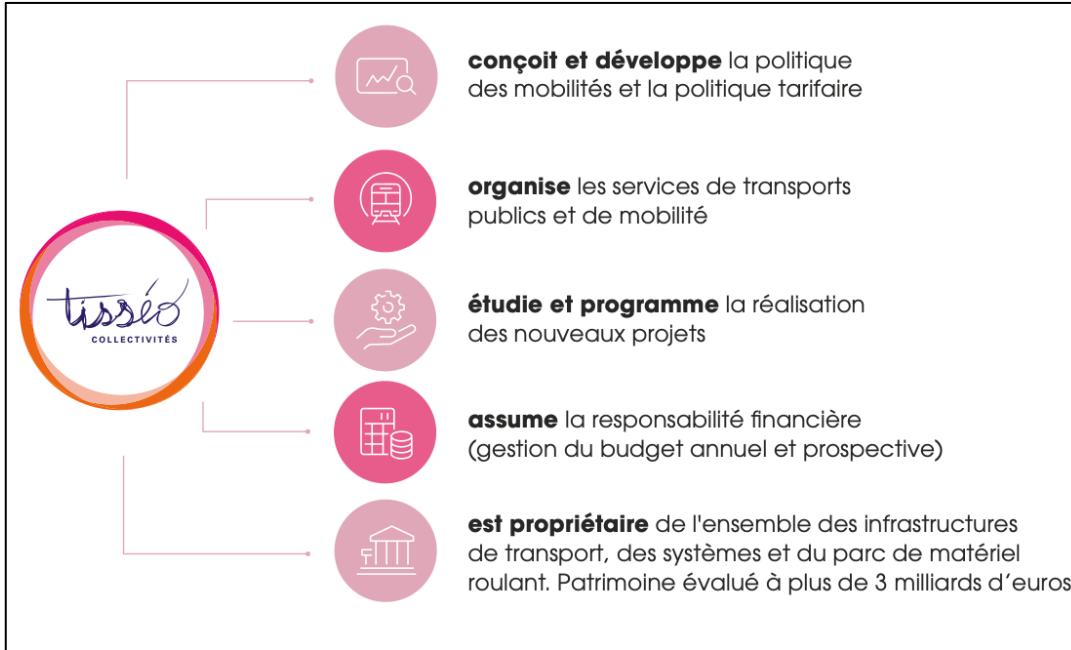 conçoit et développe la politique
des mobilités et la politique tarifaire
organise les services de transports
publics et de mobilité
tisséo
COLLECTIVITÉS
étudie et programme la réalisation
des nouveaux projets
assume la responsabilité financière
(gestion du budget annuel et prospective)
est propriétaire de l'ensemble des infrastructures
de transport, des systèmes et du parc de matériel
roulant. Patrimoine évalué à plus de 3 milliards d’euros